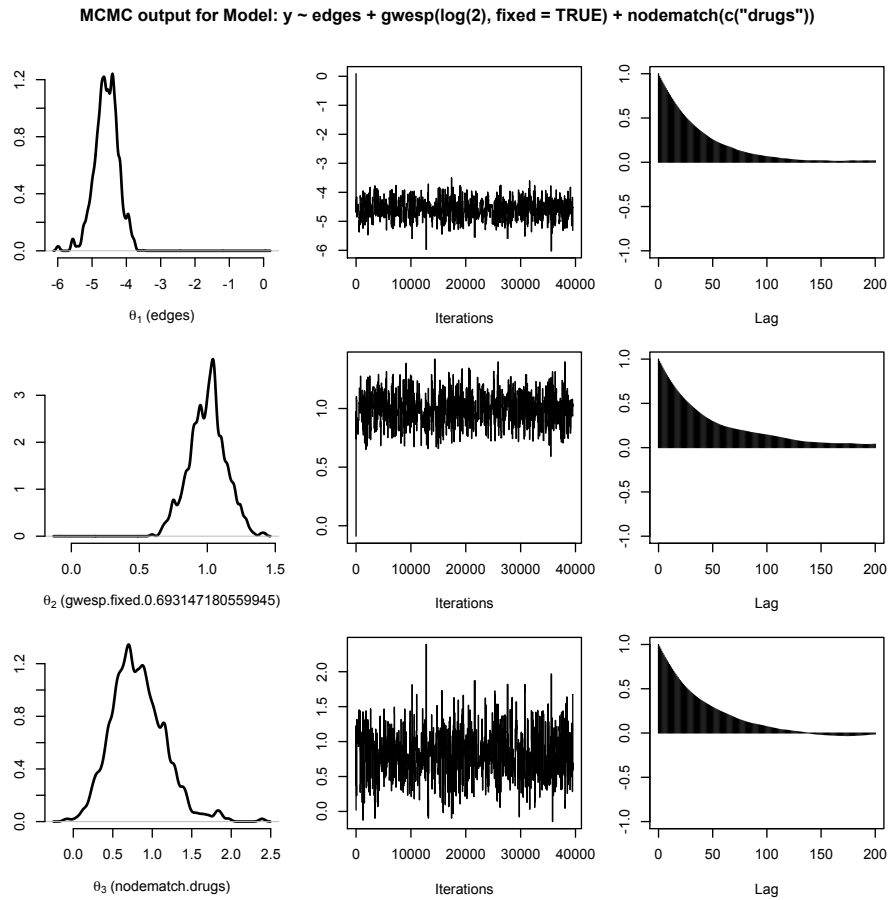 MCMC output for Model: y ~ edges + gwesp(log(2), fixed = TRUE) + nodematch(c("drugs"))
0.0 0.4 0.8 1.2
-6 -5 -4 -3 -2 -1 0
θ1 (edges)
-6 -5 -4 -3 -2 -1 0
0 10000 20000 30000 40000
Iterations
-1.0 -0.5 0.0 0.5 1.0
0 50 100 150 200
Lag
0 1 2 3
0.0 0.5 1.0 1.5
θ2 (gwesp.fixed.0.693147180559945)
0.0 0.5 1.0
0 10000 20000 30000 40000
Iterations
-1.0 -0.5 0.0 0.5 1.0
0 50 100 150 200
Lag
0.0 0.4 0.8 1.2
0.0 0.5 1.0 1.5 2.0 2.5
θ3 (nodematch.drugs)
0.0 0.5 1.0 1.5 2.0
0 10000 20000 30000 40000
Iterations
-1.0 -0.5 0.0 0.5 1.0
0 50 100 150 200
Lag